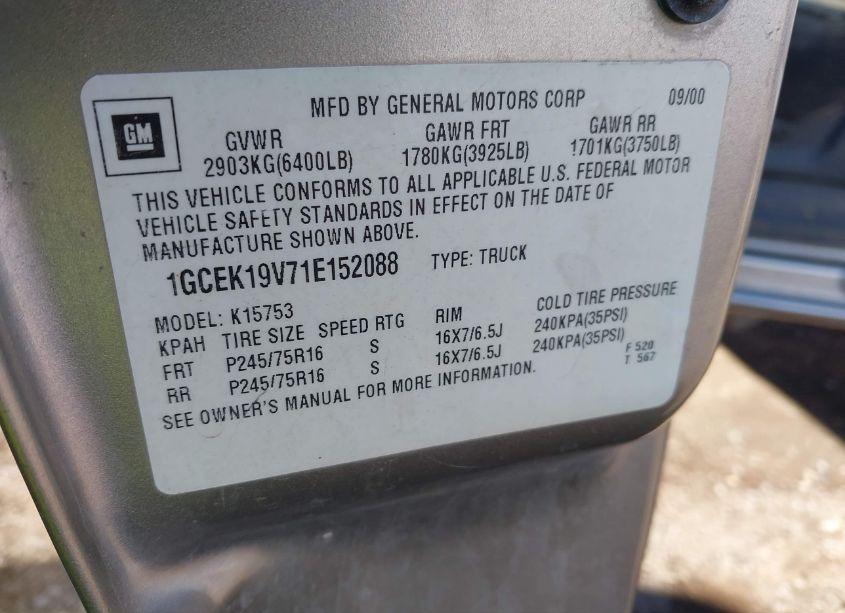 MFD BY GENERAL MOTORS CORP 09/00
GM
GVWR GAWR FRT GAWR RR
2903KG(6400LB) 1780KG(3925LB) 1701KG(3750LB)
THIS VEHICLE CONFORMS TO ALL APPLICABLE U.S. FEDERAL MOTOR
VEHICLE SAFETY STANDARDS IN EFFECT ON THE DATE OF
MANUFACTURE SHOWN ABOVE.
1GCEK19V71E152088 TYPE: TRUCK
MODEL: K15753
KPAH TIRE SIZE SPEED RTG RIM COLD TIRE PRESSURE
FRT P245/75R16 S 16X7/6.5J 240KPA(35PSI)
RR P245/75R16 S 16X7/6.5J 240KPA(35PSI)
F 520
T 567
SEE OWNER'S MANUAL FOR MORE INFORMATION.